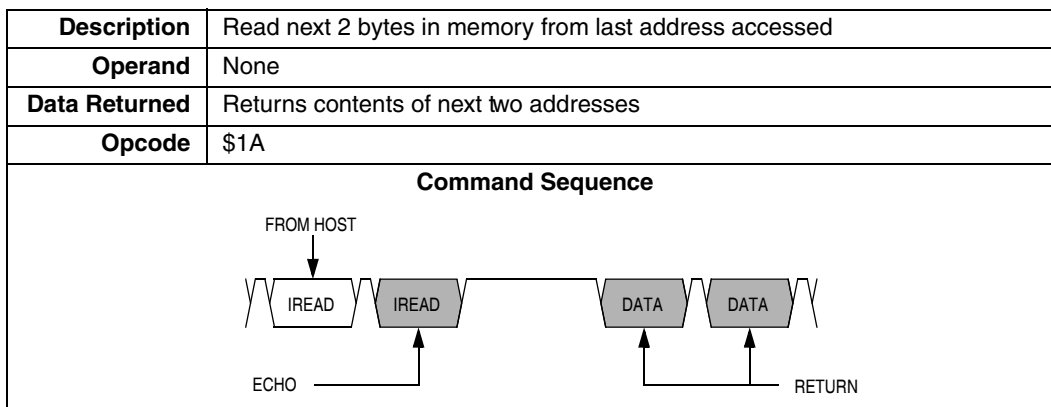 Description Read next 2 bytes in memory from last address accessed
Operand None
Data Returned Returns contents of next two addresses
Opcode $1A
Command Sequence
FROM HOST
IREAD IREAD DATA DATA
ECHO RETURN